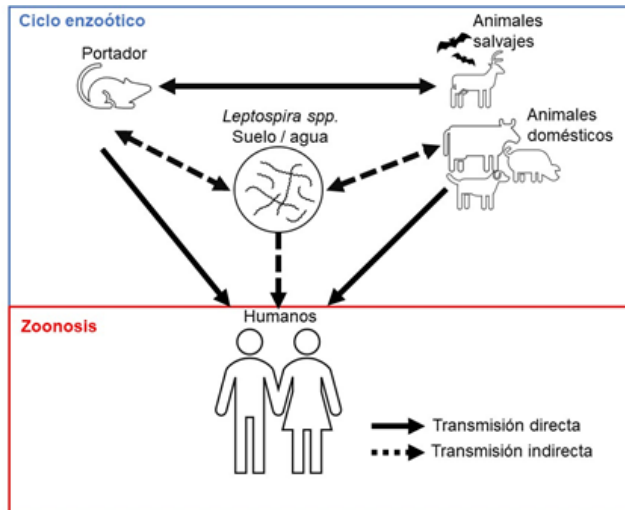 Ciclo enzoótico
Portador
Animales
salvajes
Leptospira spp.
Suelo / agua
Animales
domésticos
Zoonosis
Humanos
Transmisión directa
Transmisión indirecta